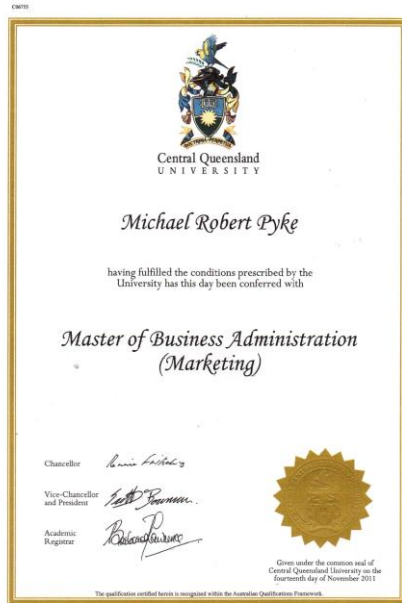 Central Queensland
UNIVERSITY
Michael Robert Pyke
having fulfilled the conditions prescribed by the
University has this day been conferred with
Master of Business Administration
(Marketing)
Chancellor
Vice-Chancellor
and President
Academic
Registrar
Given under the common seal of
Central Queensland University on the
fourteenth day of November 2011
The qualification certified herein is recognised within the Australian Qualifications Framework.